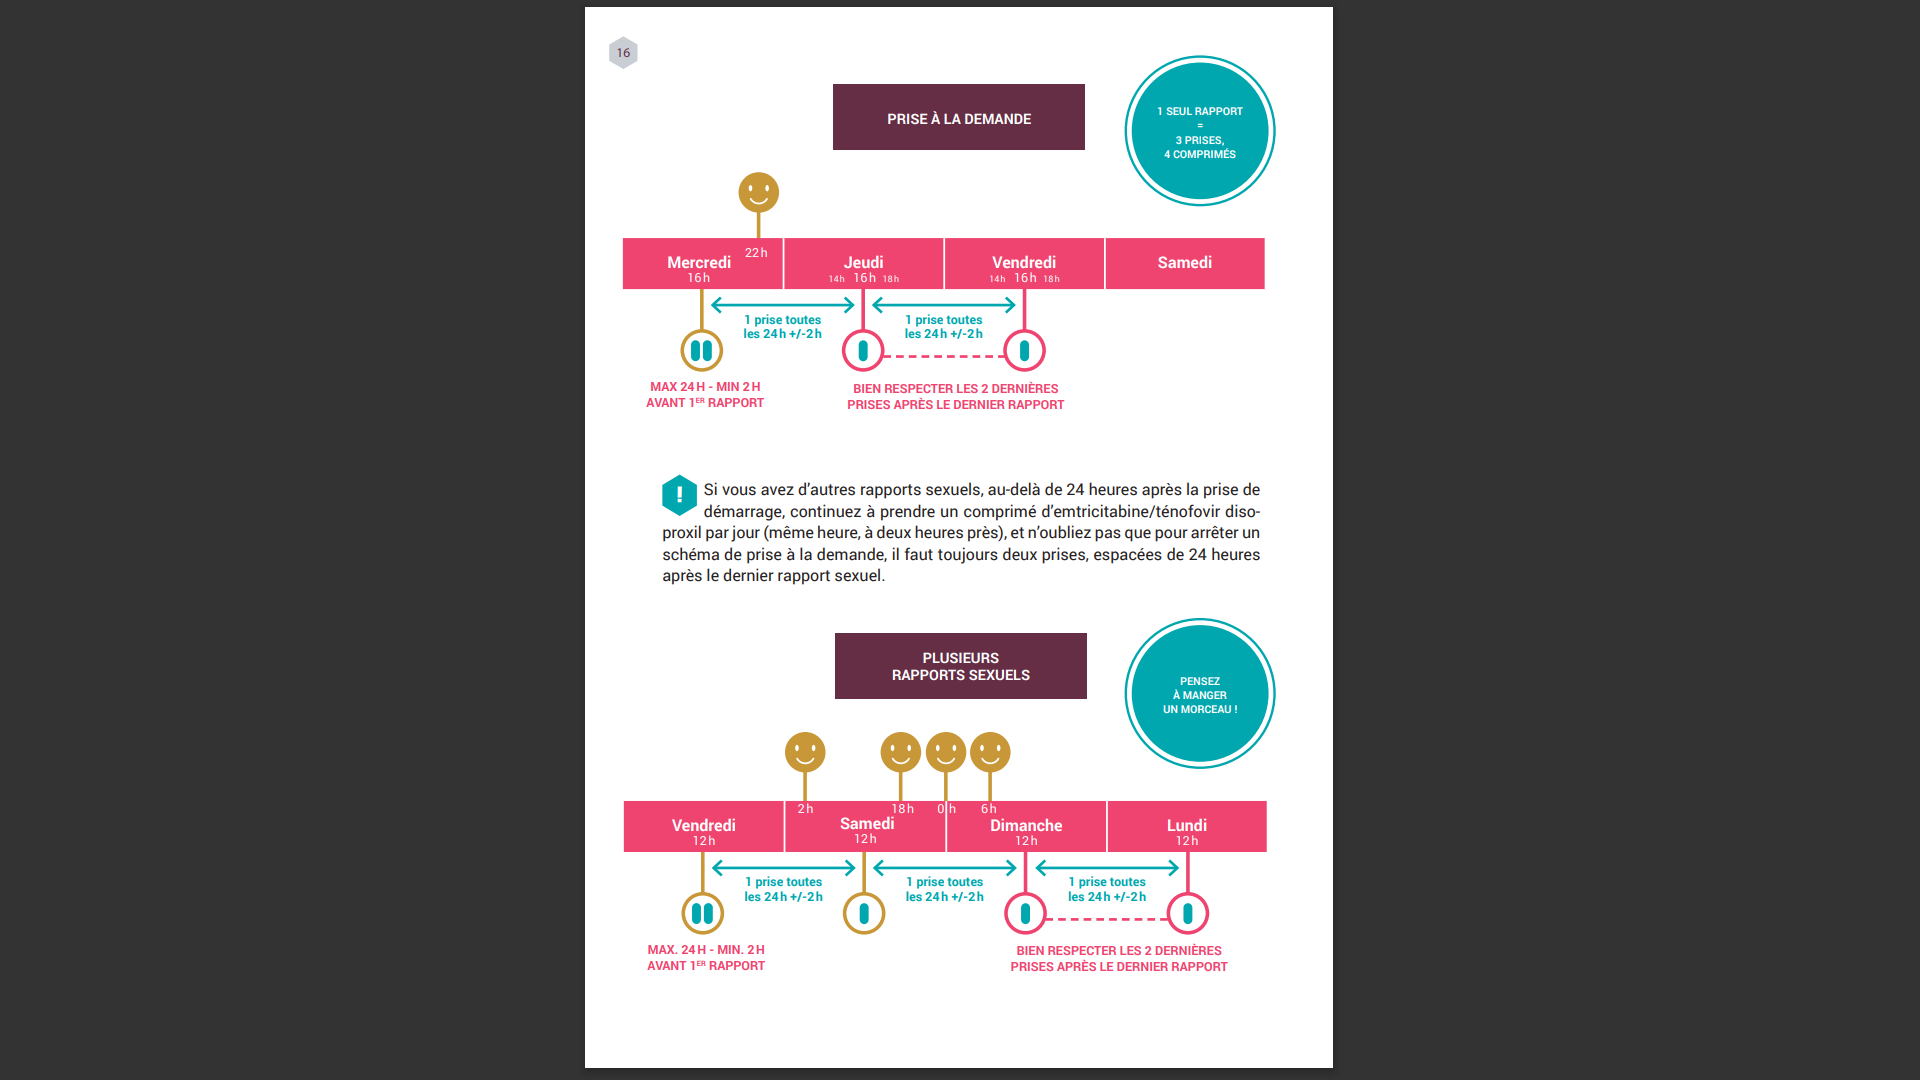 16
PRISE À LA DEMANDE
1 SEUL RAPPORT
=
3 PRISES,
4 COMPRIMÉS
22h
Mercredi
16h
Jeudi
14h 16h 18h
Vendredi
14h 16h 18h
Samedi
1 prise toutes
les 24h +/-2h
1 prise toutes
les 24h +/-2h
MAX 24H - MIN 2H
AVANT 1ER RAPPORT
BIEN RESPECTER LES 2 DERNIÈRES
PRISES APRÈS LE DERNIER RAPPORT
! Si vous avez d’autres rapports sexuels, au-delà de 24 heures après la prise de
démarrage, continuez à prendre un comprimé d’emtricitabine/ténofovir diso-
proxil par jour (même heure, à deux heures près), et n’oubliez pas que pour arrêter un
schéma de prise à la demande, il faut toujours deux prises, espacées de 24 heures
après le dernier rapport sexuel.
PLUSIEURS
RAPPORTS SEXUELS
PENSEZ
À MANGER
UN MORCEAU !
2h 18h 0h 6h
Vendredi
12h
Samedi
12h
Dimanche
12h
Lundi
12h
1 prise toutes
les 24h +/-2h
1 prise toutes
les 24h +/-2h
1 prise toutes
les 24h +/-2h
MAX. 24H - MIN. 2H
AVANT 1ER RAPPORT
BIEN RESPECTER LES 2 DERNIÈRES
PRISES APRÈS LE DERNIER RAPPORT